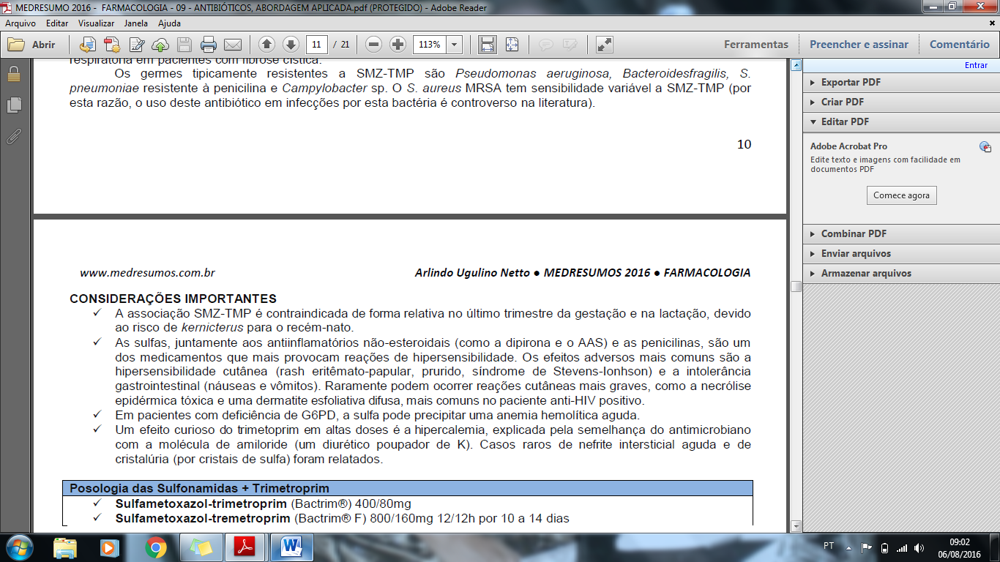 MEDRESUMO 2016 - FARMACOLOGIA - 09 - ANTIBIÓTICOS, ABORDAGEM APLICADA.pdf (PROTEGIDO) - Adobe Reader
Arquivo Editar Visualizar Janela Ajuda
Abrir 11 / 21 113% Ferramentas Preencher e assinar Comentário
respiratória em pacientes com fibrose cística.
Os germes tipicamente resistentes a SMZ-TMP são Pseudomonas aeruginosa, Bacteroidesfragilis, S.
pneumoniae resistente à penicilina e Campylobacter sp. O S. aureus MRSA tem sensibilidade variável a SMZ-TMP (por
esta razão, o uso deste antibiótico em infecções por esta bactéria é controverso na literatura).
10
www.medresumos.com.br Arlindo Ugulino Netto ● MEDRESUMOS 2016 ● FARMACOLOGIA
CONSIDERAÇÕES IMPORTANTES
✓ A associação SMZ-TMP é contraindicada de forma relativa no último trimestre da gestação e na lactação, devido
ao risco de kernicterus para o recém-nato.
✓ As sulfas, juntamente aos antiinflamatórios não-esteroidais (como a dipirona e o AAS) e as penicilinas, são um
dos medicamentos que mais provocam reações de hipersensibilidade. Os efeitos adversos mais comuns são a
hipersensibilidade cutânea (rash eritêmato-papular, prurido, síndrome de Stevens-Ionhson) e a intolerância
gastrointestinal (náuseas e vômitos). Raramente podem ocorrer reações cutâneas mais graves, como a necrólise
epidérmica tóxica e uma dermatite esfoliativa difusa, mais comuns no paciente anti-HIV positivo.
✓ Em pacientes com deficiência de G6PD, a sulfa pode precipitar uma anemia hemolítica aguda.
✓ Um efeito curioso do trimetoprim em altas doses é a hipercalemia, explicada pela semelhança do antimicrobiano
com a molécula de amiloride (um diurético poupador de K). Casos raros de nefrite intersticial aguda e de
cristalúria (por cristais de sulfa) foram relatados.
Posologia das Sulfonamidas + Trimetroprim
✓ Sulfametoxazol-trimetroprim (Bactrim®) 400/80mg
✓ Sulfametoxazol-tremetroprim (Bactrim® F) 800/160mg 12/12h por 10 a 14 dias
Entrar
Exportar PDF
Criar PDF
Editar PDF
Adobe Acrobat Pro
Edite texto e imagens com facilidade em
documentos PDF
Comece agora
Combinar PDF
Enviar arquivos
Armazenar arquivos
PT
09:02
06/08/2016